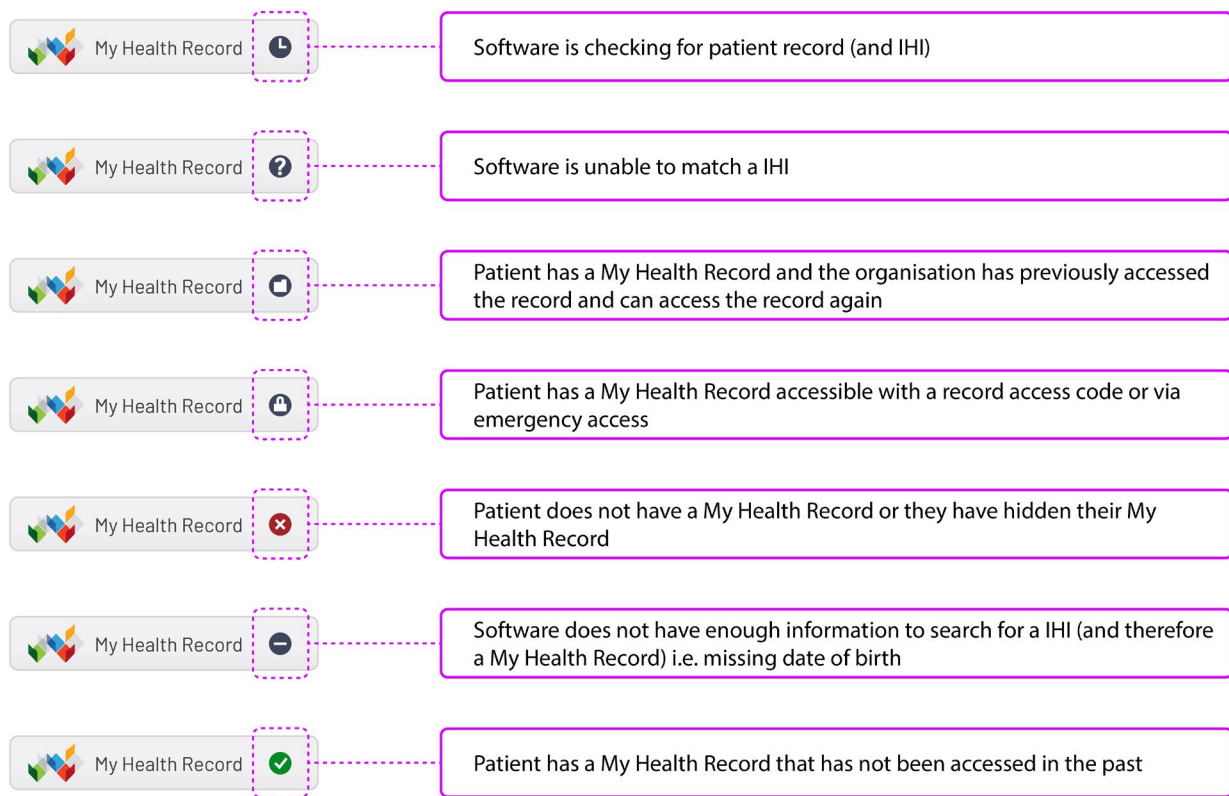 My Health Record
Software is checking for patient record (and IHI)
My Health Record
Software is unable to match a IHI
My Health Record
Patient has a My Health Record and the organisation has previously accessed
the record and can access the record again
My Health Record
Patient has a My Health Record accessible with a record access code or via
emergency access
My Health Record
Patient does not have a My Health Record or they have hidden their My
Health Record
My Health Record
Software does not have enough information to search for a IHI (and therefore
a My Health Record) i.e. missing date of birth
My Health Record
Patient has a My Health Record that has not been accessed in the past